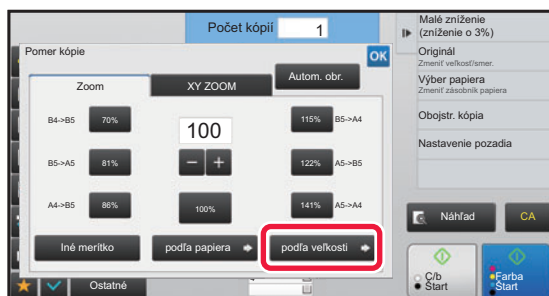 Počet kópií 1
Pomer kópie
OK
Zoom
XY ZOOM
Autom. obr.
B4->B5 70%
100
115% B5->A4
B5->A5 81%
− +
122% A5->B5
A4->B5 86%
100%
141% A5->A4
Iné merítko
podľa papiera
podľa veľkosti
Ostatné
Malé zníženie
(zníženie o 3%)
Originál
Zmeniť veľkosť/smer.
Výber papiera
Zmeniť zásobník papiera
Obojstr. kópia
Nastavenie pozadia
Náhľad
CA
Č/b
Štart
Farba
Štart